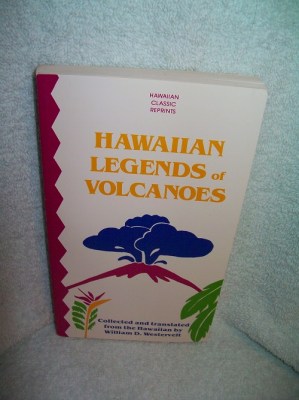 HAWAIIAN
CLASSIC
REPRINTS
HAWAIIAN
LEGENDS of
VOLCANOES
Collected and translated
from the Hawaiian by
William D. Westervelt